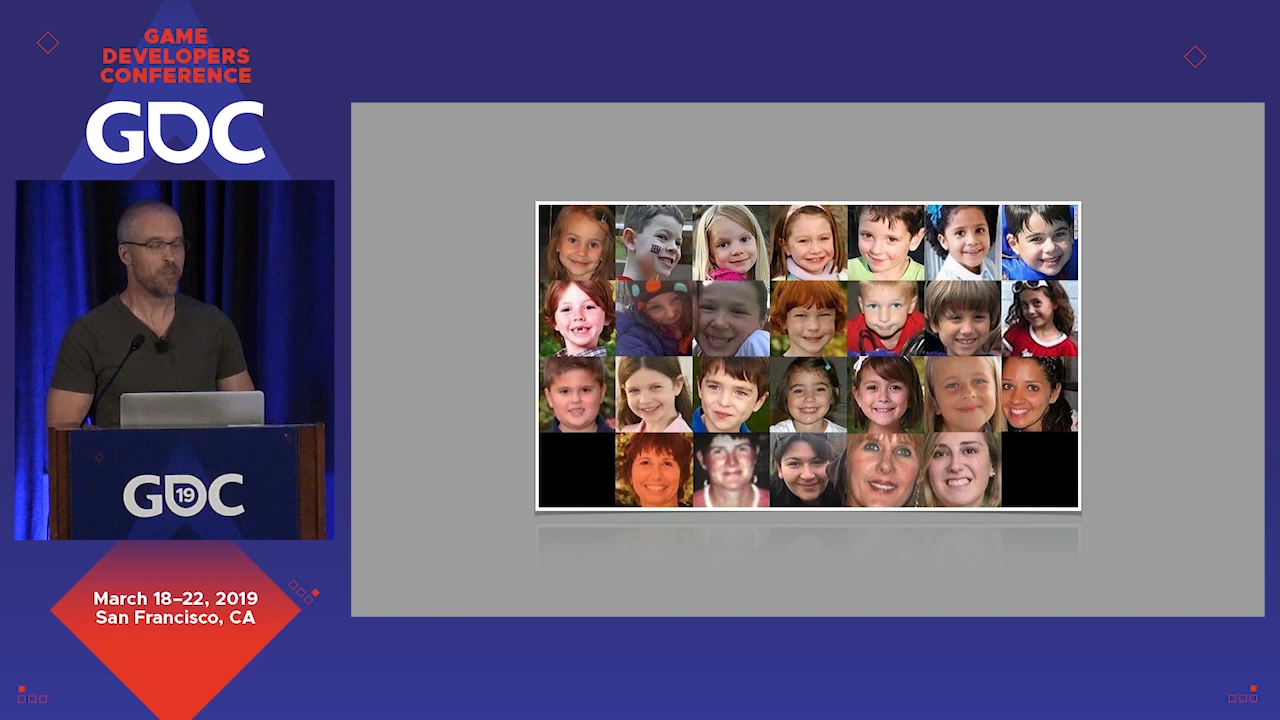 GAME
DEVELOPERS
CONFERENCE
GDC
GDC
19
March 18–22, 2019
San Francisco, CA